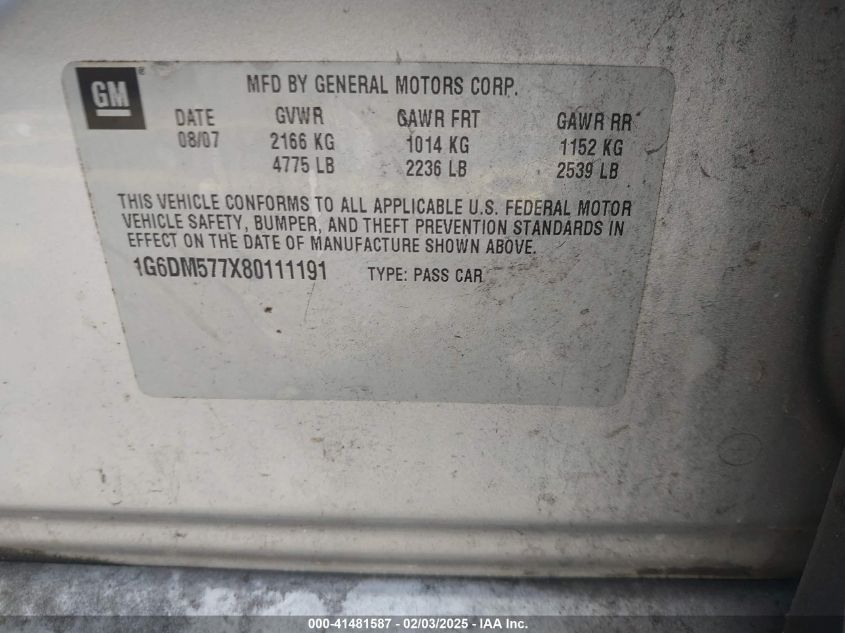 GM®
MFD BY GENERAL MOTORS CORP.
DATE GVWR GAWR FRT GAWR RR
08/07 2166 KG 1014 KG 1152 KG
4775 LB 2236 LB 2539 LB
THIS VEHICLE CONFORMS TO ALL APPLICABLE U.S. FEDERAL MOTOR
VEHICLE SAFETY, BUMPER, AND THEFT PREVENTION STANDARDS IN
EFFECT ON THE DATE OF MANUFACTURE SHOWN ABOVE.
1G6DM577X80111191 TYPE: PASS CAR
000-41481587 - 02/03/2025 - IAA Inc.